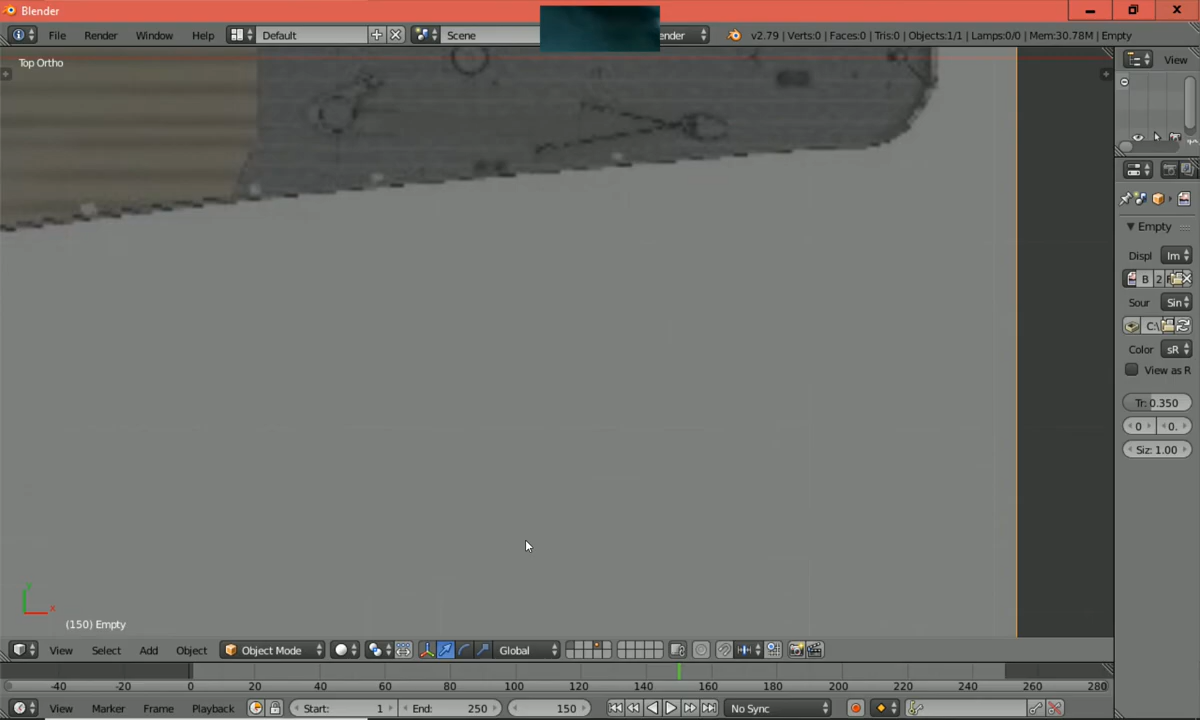 Blender
File Render Window Help Default Scene ender v2.79 | Verts:0 | Faces:0 | Tris:0 | Objects:1/1 | Lamps:0/0 | Mem:30.78M | Empty
Top Ortho
View
Empty
Displ Im
B 2 F
Sour Sin
C:\
Color sR
View as R
Tr: 0.350
0 0.
Siz: 1.00
y
x
(150) Empty
View Select Add Object Object Mode Global
-40 -20 0 20 40 60 80 100 120 140 160 180 200 220 240 260 280
View Marker Frame Playback Start: 1 End: 250 150 No Sync